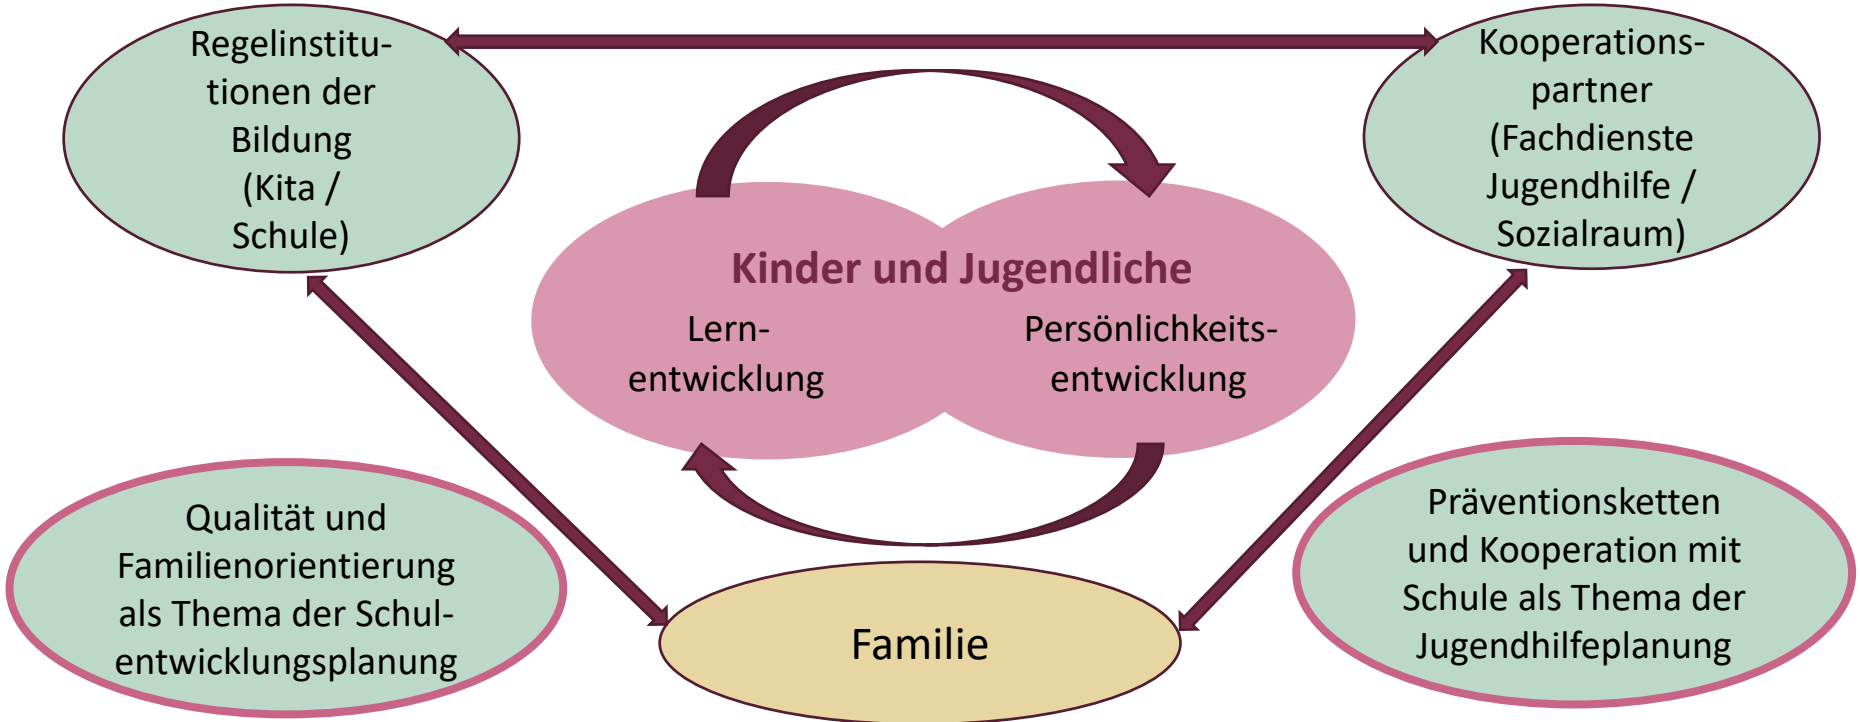 Regelinstitu-
tionen der
Bildung
(Kita /
Schule)
Kooperations-
partner
(Fachdienste
Jugendhilfe /
Sozialraum)
Kinder und Jugendliche
Lern-
entwicklung
Persönlichkeits-
entwicklung
Qualität und
Familienorientierung
als Thema der Schul-
entwicklungsplanung
Familie
Präventionsketten
und Kooperation mit
Schule als Thema der
Jugendhilfeplanung